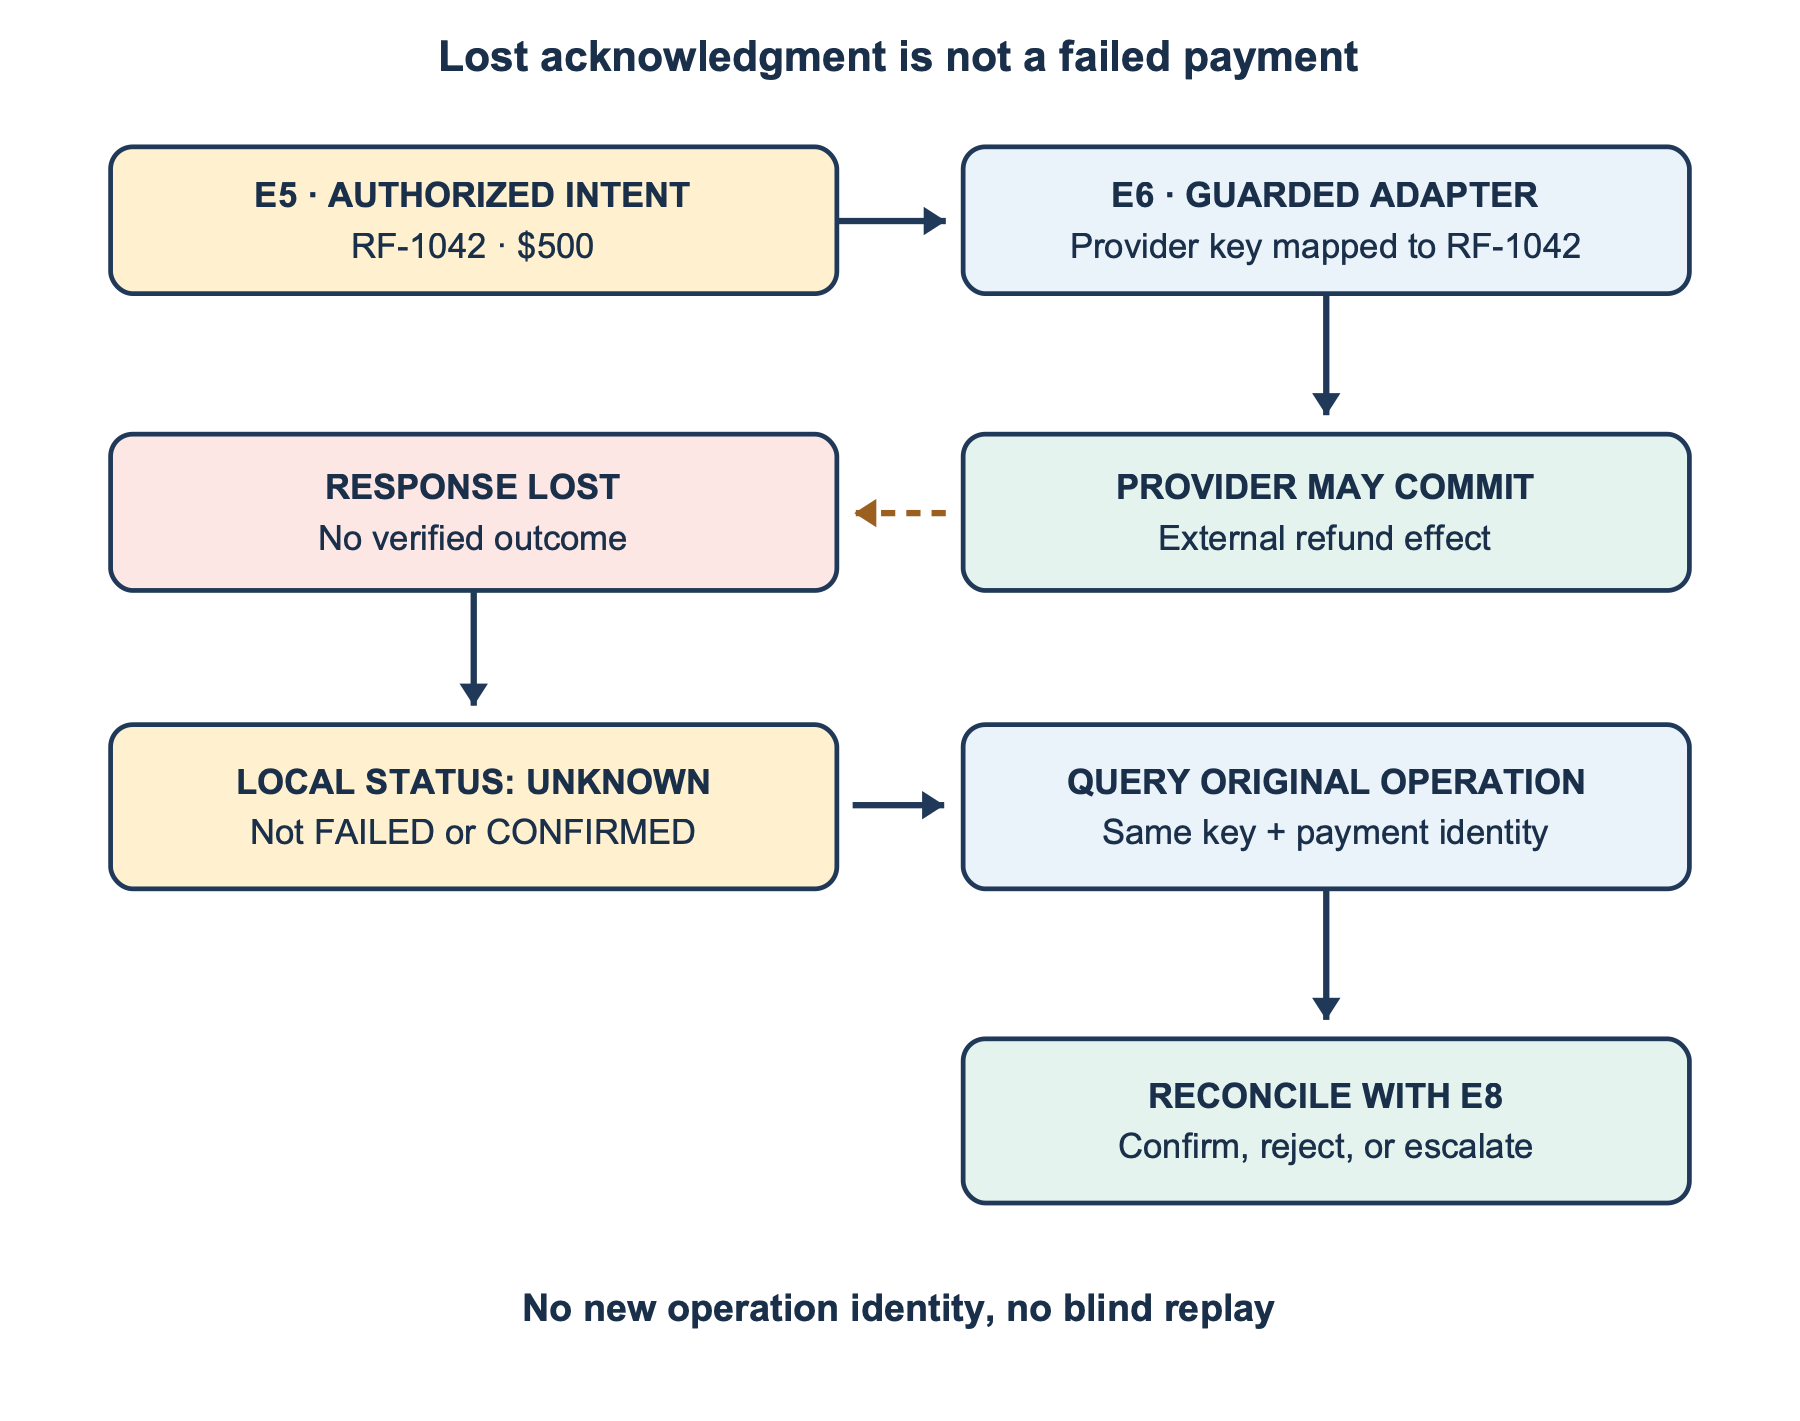 Lost acknowledgment is not a failed payment
E5 · AUTHORIZED INTENT
RF-1042 · $500
E6 · GUARDED ADAPTER
Provider key mapped to RF-1042
RESPONSE LOST
No verified outcome
PROVIDER MAY COMMIT
External refund effect
LOCAL STATUS: UNKNOWN
Not FAILED or CONFIRMED
QUERY ORIGINAL OPERATION
Same key + payment identity
RECONCILE WITH E8
Confirm, reject, or escalate
No new operation identity, no blind replay